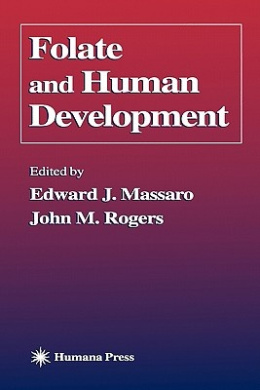 Folate
and Human
Development
Edited by
Edward J. Massaro
John M. Rogers
Humana Press